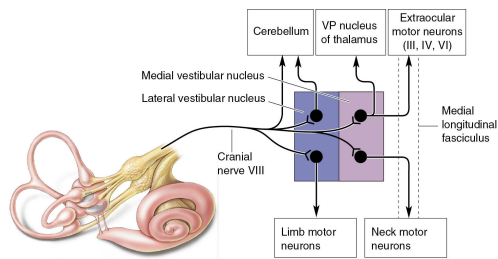 Cerebellum
VP nucleus
of thalamus
Extraocular
motor neurons
(III, IV, VI)
Medial vestibular nucleus
Lateral vestibular nucleus
Medial
longitudinal
fasciculus
Cranial
nerve VIII
Limb motor
neurons
Neck motor
neurons